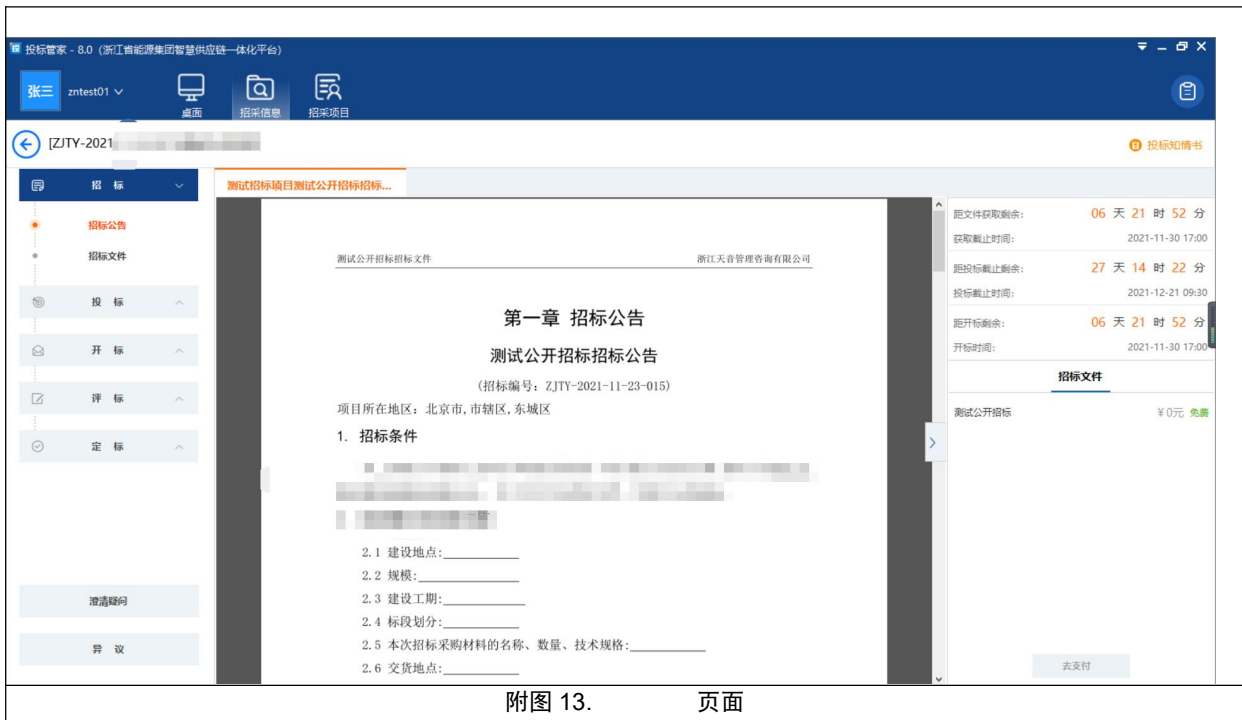 投标管家 - 8.0 (浙江省能源集团智慧供应链一体化平台)
张三 zntest01
桌面 招采信息 招采项目
[ZJTY-2021
投标知情书
招 标
招标公告
招标文件
投 标
开 标
评 标
定 标
澄清疑问
异 议
测试招标项目测试公开招标招标...
测试公开招标招标文件 浙江天音管理咨询有限公司
第一章 招标公告
测试公开招标招标公告
(招标编号: ZJTY-2021-11-23-015)
项目所在地区: 北京市,市辖区,东城区
1. 招标条件
2.1 建设地点:
2.2 规模:
2.3 建设工期:
2.4 标段划分:
2.5 本次招标采购材料的名称、数量、技术规格:
2.6 交货地点:
距文件获取剩余: 06 天 21 时 52 分
获取截止时间: 2021-11-30 17:00
距投标截止剩余: 27 天 14 时 22 分
投标截止时间: 2021-12-21 09:30
距开标剩余: 06 天 21 时 52 分
开标时间: 2021-11-30 17:00
招标文件
测试公开招标 ¥0元 免费
去支付
附图 13. 页面